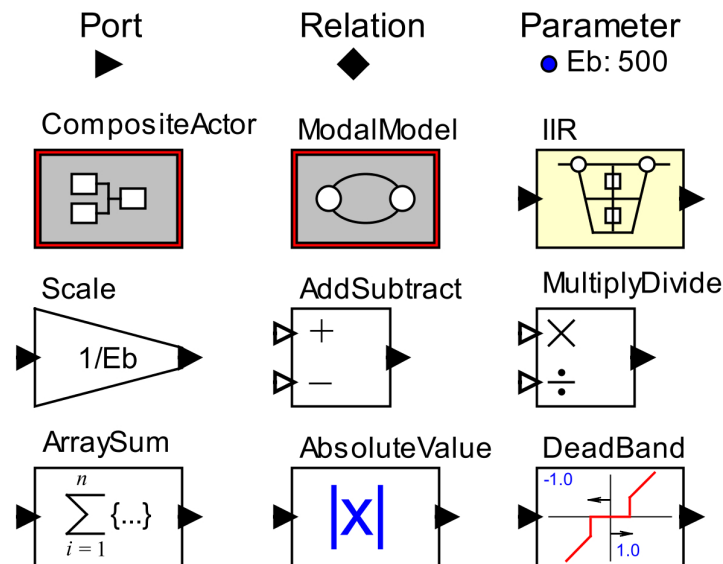 Port
Relation
Parameter
Eb: 500
CompositeActor
ModalModel
IIR
Scale
AddSubtract
MultiplyDivide
1/Eb
+
×
−
÷
ArraySum
AbsoluteValue
DeadBand
n
∑ {...}
i = 1
|x|
-1.0
1.0